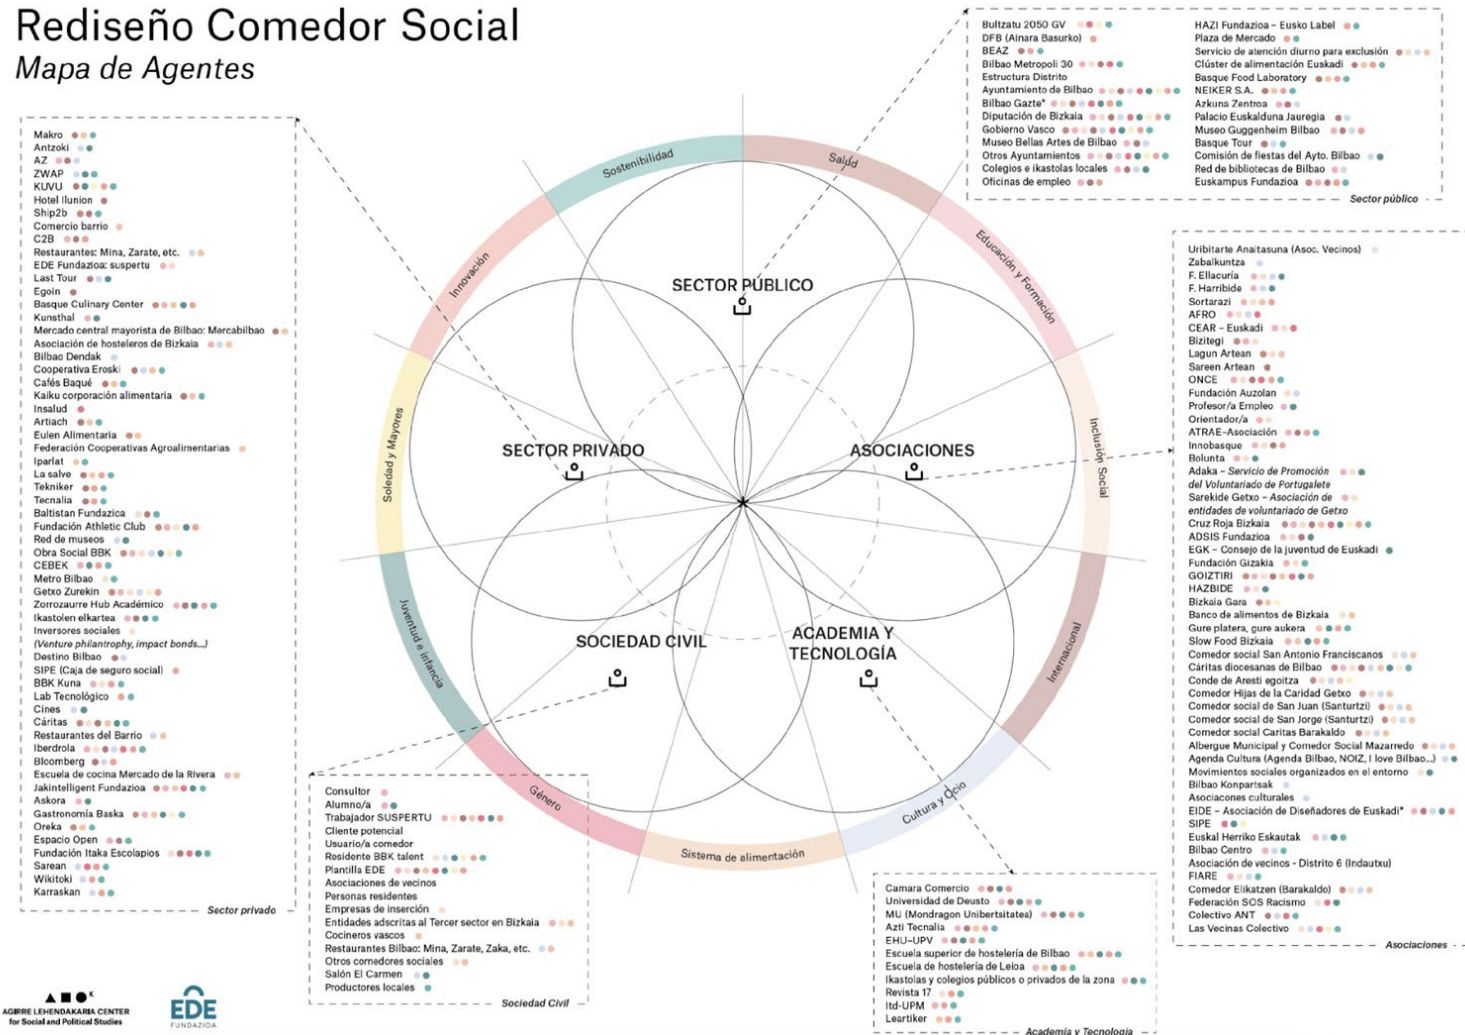 Rediseño Comedor Social
Mapa de Agentes
Makro
Antzoki
AZ
ZWAP
KUVU
Hotel Ilunion
Ship2b
Comercio barrio
C2B
Restaurantes: Mina, Zarate, etc.
EDE Fundazioa: suspertu
Last Tour
Egoin
Basque Culinary Center
Kunsthal
Mercado central mayorista de Bilbao: Mercabilbao
Asociación de hosteleros de Bizkaia
Bilbao Dendak
Cooperativa Eroski
Cafés Baqué
Kaiku corporación alimentaria
Insalud
Artiach
Eulen Alimentaria
Federación Cooperativas Agroalimentarias
Iparlat
La salve
Tekniker
Tecnalia
Baltistan Fundazioa
Fundación Athletic Club
Red de museos
Obra Social BBK
CEBEK
Metro Bilbao
Getxo Zurekin
Zorrozaurre Hub Académico
Ikastolen elkartea
Inversores sociales
(Venture philantrophy, impact bonds...)
Destino Bilbao
SIPE (Caja de seguro social)
BBK Kuna
Lab Tecnológico
Cines
Cáritas
Restaurantes del Barrio
Iberdrola
Bloomberg
Escuela de cocina Mercado de la Rivera
Jakintelligent Fundazioa
Askora
Gastronomía Baska
Oreka
Espacio Open
Fundación Itaka Escolapios
Sarean
Wikitoki
Karraskan
Sector privado
Bultzatu 2050 GV
DFB (Ainara Basurko)
BEAZ
Bilbao Metropoli 30
Estructura Distrito
Ayuntamiento de Bilbao
Bilbao Gazte*
Diputación de Bizkaia
Gobierno Vasco
Museo Bellas Artes de Bilbao
Otros Ayuntamientos
Colegios e ikastolas locales
Oficinas de empleo
HAZI Fundazioa – Eusko Label
Plaza de Mercado
Servicio de atención diurno para exclusión
Clúster de alimentación Euskadi
Basque Food Laboratory
NEIKER S.A.
Azkuna Zentroa
Palacio Euskalduna Jauregia
Museo Guggenheim Bilbao
Basque Tour
Comisión de fiestas del Ayto. Bilbao
Red de bibliotecas de Bilbao
Euskampus Fundazioa
Sector público
Sostenibilidad
Salud
Educación y Formación
Inclusión Social
Internacional
Cultura y Ocio
Sistema de alimentación
Género
Juventud e infancia
Soledad y Mayores
Innovación
SECTOR PÚBLICO
SECTOR PRIVADO
ASOCIACIONES
SOCIEDAD CIVIL
ACADEMIA Y
TECNOLOGÍA
Uribitarte Anaitasuna (Asoc. Vecinos)
Zabalkuntza
F. Ellacuría
F. Harribide
Sortarazi
AFRO
CEAR – Euskadi
Bizitegi
Lagun Artean
Sareen Artean
ONCE
Fundación Auzolan
Profesor/a Empleo
Orientador/a
ATRAE–Asociación
Innobasque
Bolunta
Adaka – Servicio de Promoción
del Voluntariado de Portugalete
Sarekide Getxo – Asociación de
entidades de voluntariado de Getxo
Cruz Roja Bizkaia
ADSIS Fundazioa
EGK – Consejo de la juventud de Euskadi
Fundación Gizakia
GOIZTIRI
HAZBIDE
Bizkaia Gara
Banco de alimentos de Bizkaia
Gure platera, gure aukera
Slow Food Bizkaia
Comedor social San Antonio Franciscanos
Cáritas diocesanas de Bilbao
Conde de Aresti egoitza
Comedor Hijas de la Caridad Getxo
Comedor social de San Juan (Santurtzi)
Comedor social de San Jorge (Santurtzi)
Comedor social Caritas Barakaldo
Albergue Municipal y Comedor Social Mazarredo
Agenda Cultura (Agenda Bilbao, NOIZ, I love Bilbao...)
Movimientos sociales organizados en el entorno
Bilbao Konpartsak
Asociacones culturales
EIDE – Asociación de Diseñadores de Euskadi*
SIPE
Euskal Herriko Eskautak
Bilbao Centro
Asociación de vecinos - Distrito 6 (Indautxu)
FIARE
Comedor Elikatzen (Barakaldo)
Federación SOS Racismo
Colectivo ANT
Las Vecinas Colectivo
Asociaciones
Consultor
Alumno/a
Trabajador SUSPERTU
Cliente potencial
Usuario/a comedor
Residente BBK talent
Plantilla EDE
Asociaciones de vecinos
Personas residentes
Empresas de inserción
Entidades adscritas al Tercer sector en Bizkaia
Cocineros vascos
Restaurantes Bilbao: Mina, Zarate, Zaka, etc.
Otros comedores sociales
Salón El Carmen
Productores locales
Sociedad Civil
Camara Comercio
Universidad de Deusto
MU (Mondragon Unibertsitatea)
Azti Tecnalia
EHU–UPV
Escuela superior de hostelería de Bilbao
Escuela de hostelería de Leioa
Ikastolas y colegios públicos o privados de la zona
Revista 17
Itd-UPM
Leartiker
Academia y Tecnología
K
AGIRRE LEHENDAKARIA CENTER
for Social and Political Studies
EDE
FUNDAZIOA